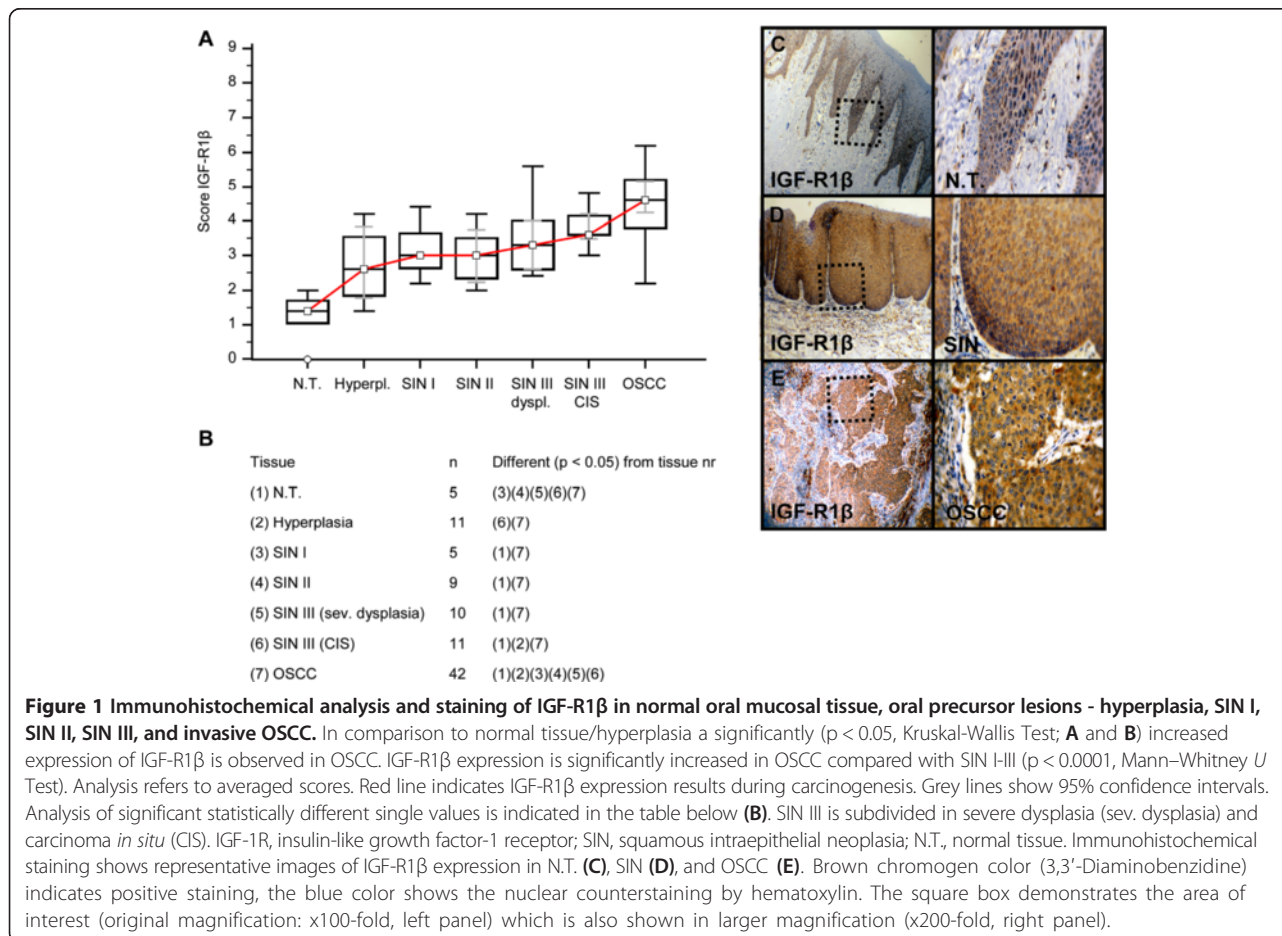 A
9
8
7
6
5
4
3
2
1
0
Score IGF-R1β
N.T. Hyperpl. SIN I SIN II SIN III dyspl. SIN III CIS OSCC
B
Tissue n Different (p < 0.05) from tissue nr
(1) N.T. 5 (3)(4)(5)(6)(7)
(2) Hyperplasia 11 (6)(7)
(3) SIN I 5 (1)(7)
(4) SIN II 9 (1)(7)
(5) SIN III (sev. dysplasia) 10 (1)(7)
(6) SIN III (CIS) 11 (1)(2)(7)
(7) OSCC 42 (1)(2)(3)(4)(5)(6)
C
IGF-R1β N.T.
D
IGF-R1β SIN
E
IGF-R1β OSCC
Figure 1 Immunohistochemical analysis and staining of IGF-R1β in normal oral mucosal tissue, oral precursor lesions - hyperplasia, SIN I,
SIN II, SIN III, and invasive OSCC. In comparison to normal tissue/hyperplasia a significantly (p < 0.05, Kruskal-Wallis Test; A and B) increased
expression of IGF-R1β is observed in OSCC. IGF-R1β expression is significantly increased in OSCC compared with SIN I-III (p < 0.0001, Mann–Whitney U
Test). Analysis refers to averaged scores. Red line indicates IGF-R1β expression results during carcinogenesis. Grey lines show 95% confidence intervals.
Analysis of significant statistically different single values is indicated in the table below (B). SIN III is subdivided in severe dysplasia (sev. dysplasia) and
carcinoma in situ (CIS). IGF-1R, insulin-like growth factor-1 receptor; SIN, squamous intraepithelial neoplasia; N.T., normal tissue. Immunohistochemical
staining shows representative images of IGF-R1β expression in N.T. (C), SIN (D), and OSCC (E). Brown chromogen color (3,3′-Diaminobenzidine)
indicates positive staining, the blue color shows the nuclear counterstaining by hematoxylin. The square box demonstrates the area of
interest (original magnification: x100-fold, left panel) which is also shown in larger magnification (x200-fold, right panel).